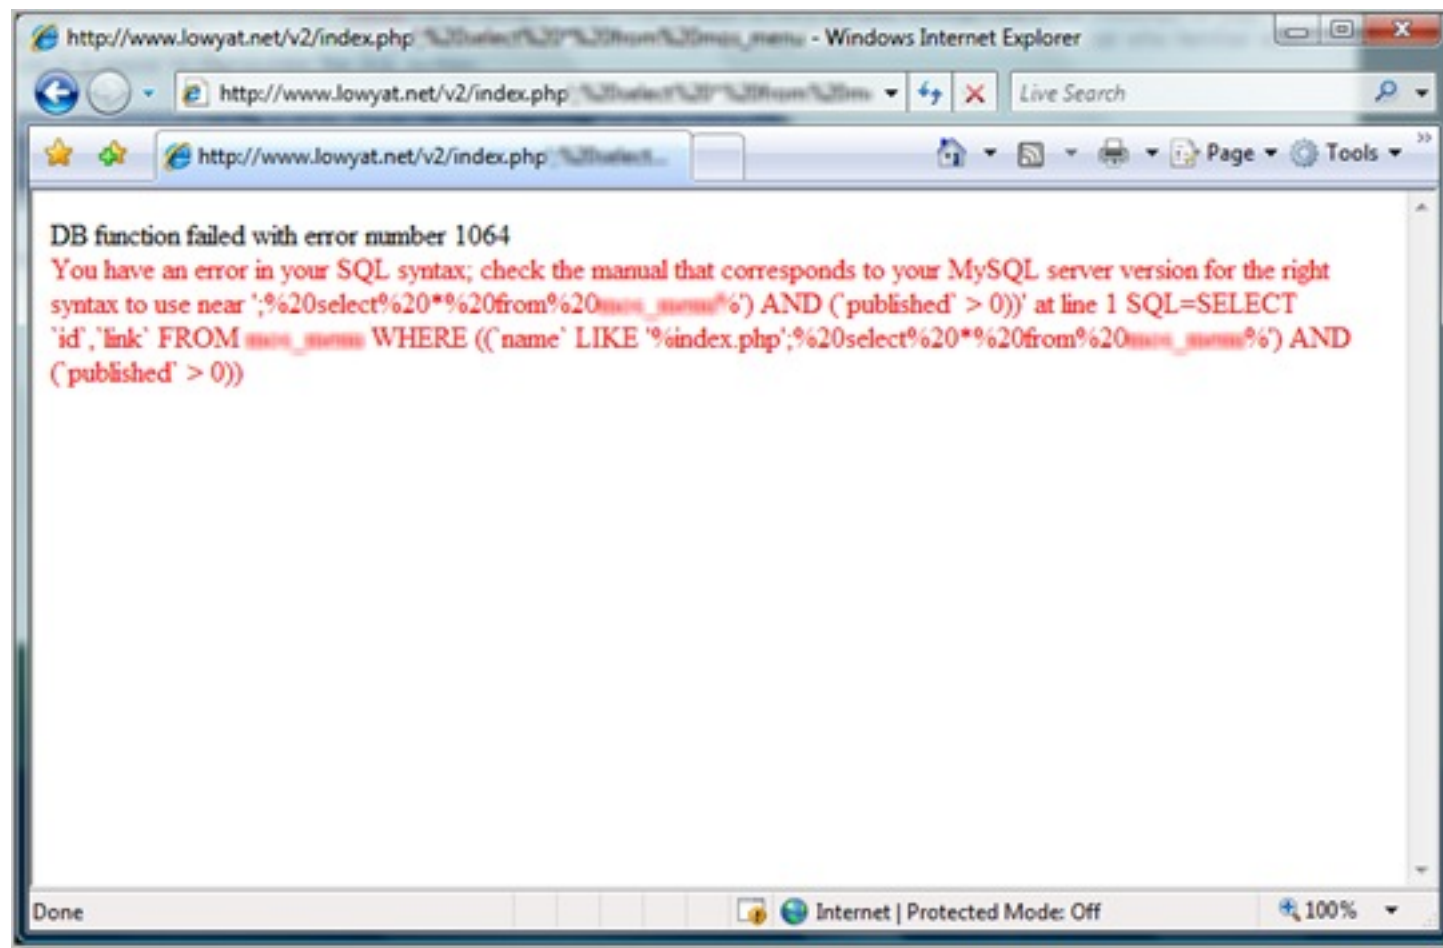 http://www.lowyat.net/v2/index.php - Windows Internet Explorer
http://www.lowyat.net/v2/index.php
Live Search
http://www.lowyat.net/v2/index.php
Page
Tools
DB function failed with error number 1064
You have an error in your SQL syntax; check the manual that corresponds to your MySQL server version for the right
syntax to use near ';%20select%20*%20from%20 %') AND (`published` > 0))' at line 1 SQL=SELECT
`id`,`link` FROM WHERE ((`name` LIKE '%index.php';%20select%20*%20from%20 %') AND
(`published` > 0))
Done
Internet | Protected Mode: Off
100%